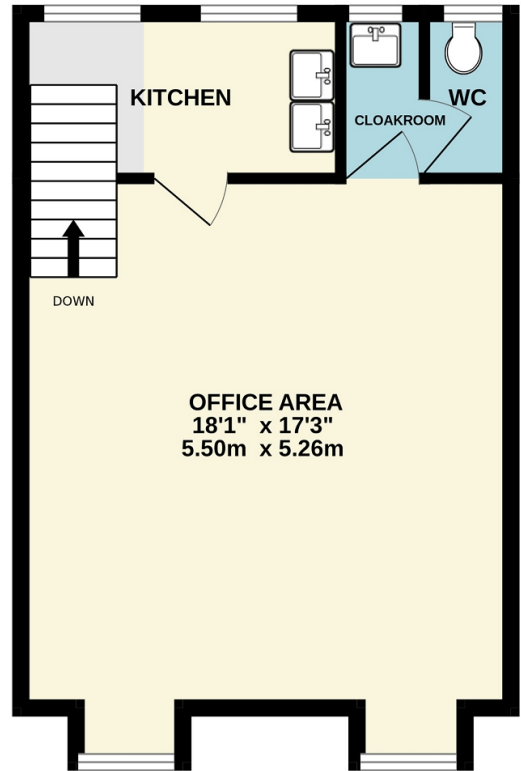 KITCHEN
WC
CLOAKROOM
DOWN
OFFICE AREA
18'1" x 17'3"
5.50m x 5.26m